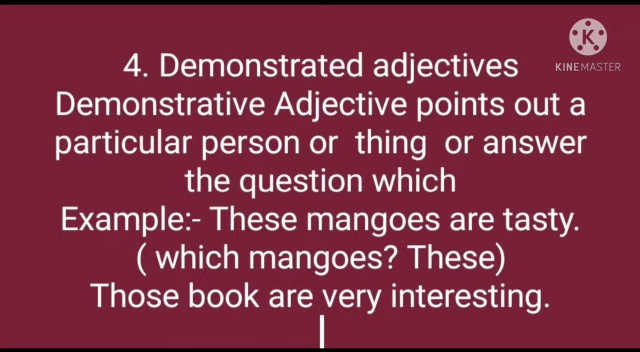 K
KINEMASTER
4. Demonstrated adjectives
Demonstrative Adjective points out a
particular person or thing or answer
the question which
Example:- These mangoes are tasty.
( which mangoes? These)
Those book are very interesting.